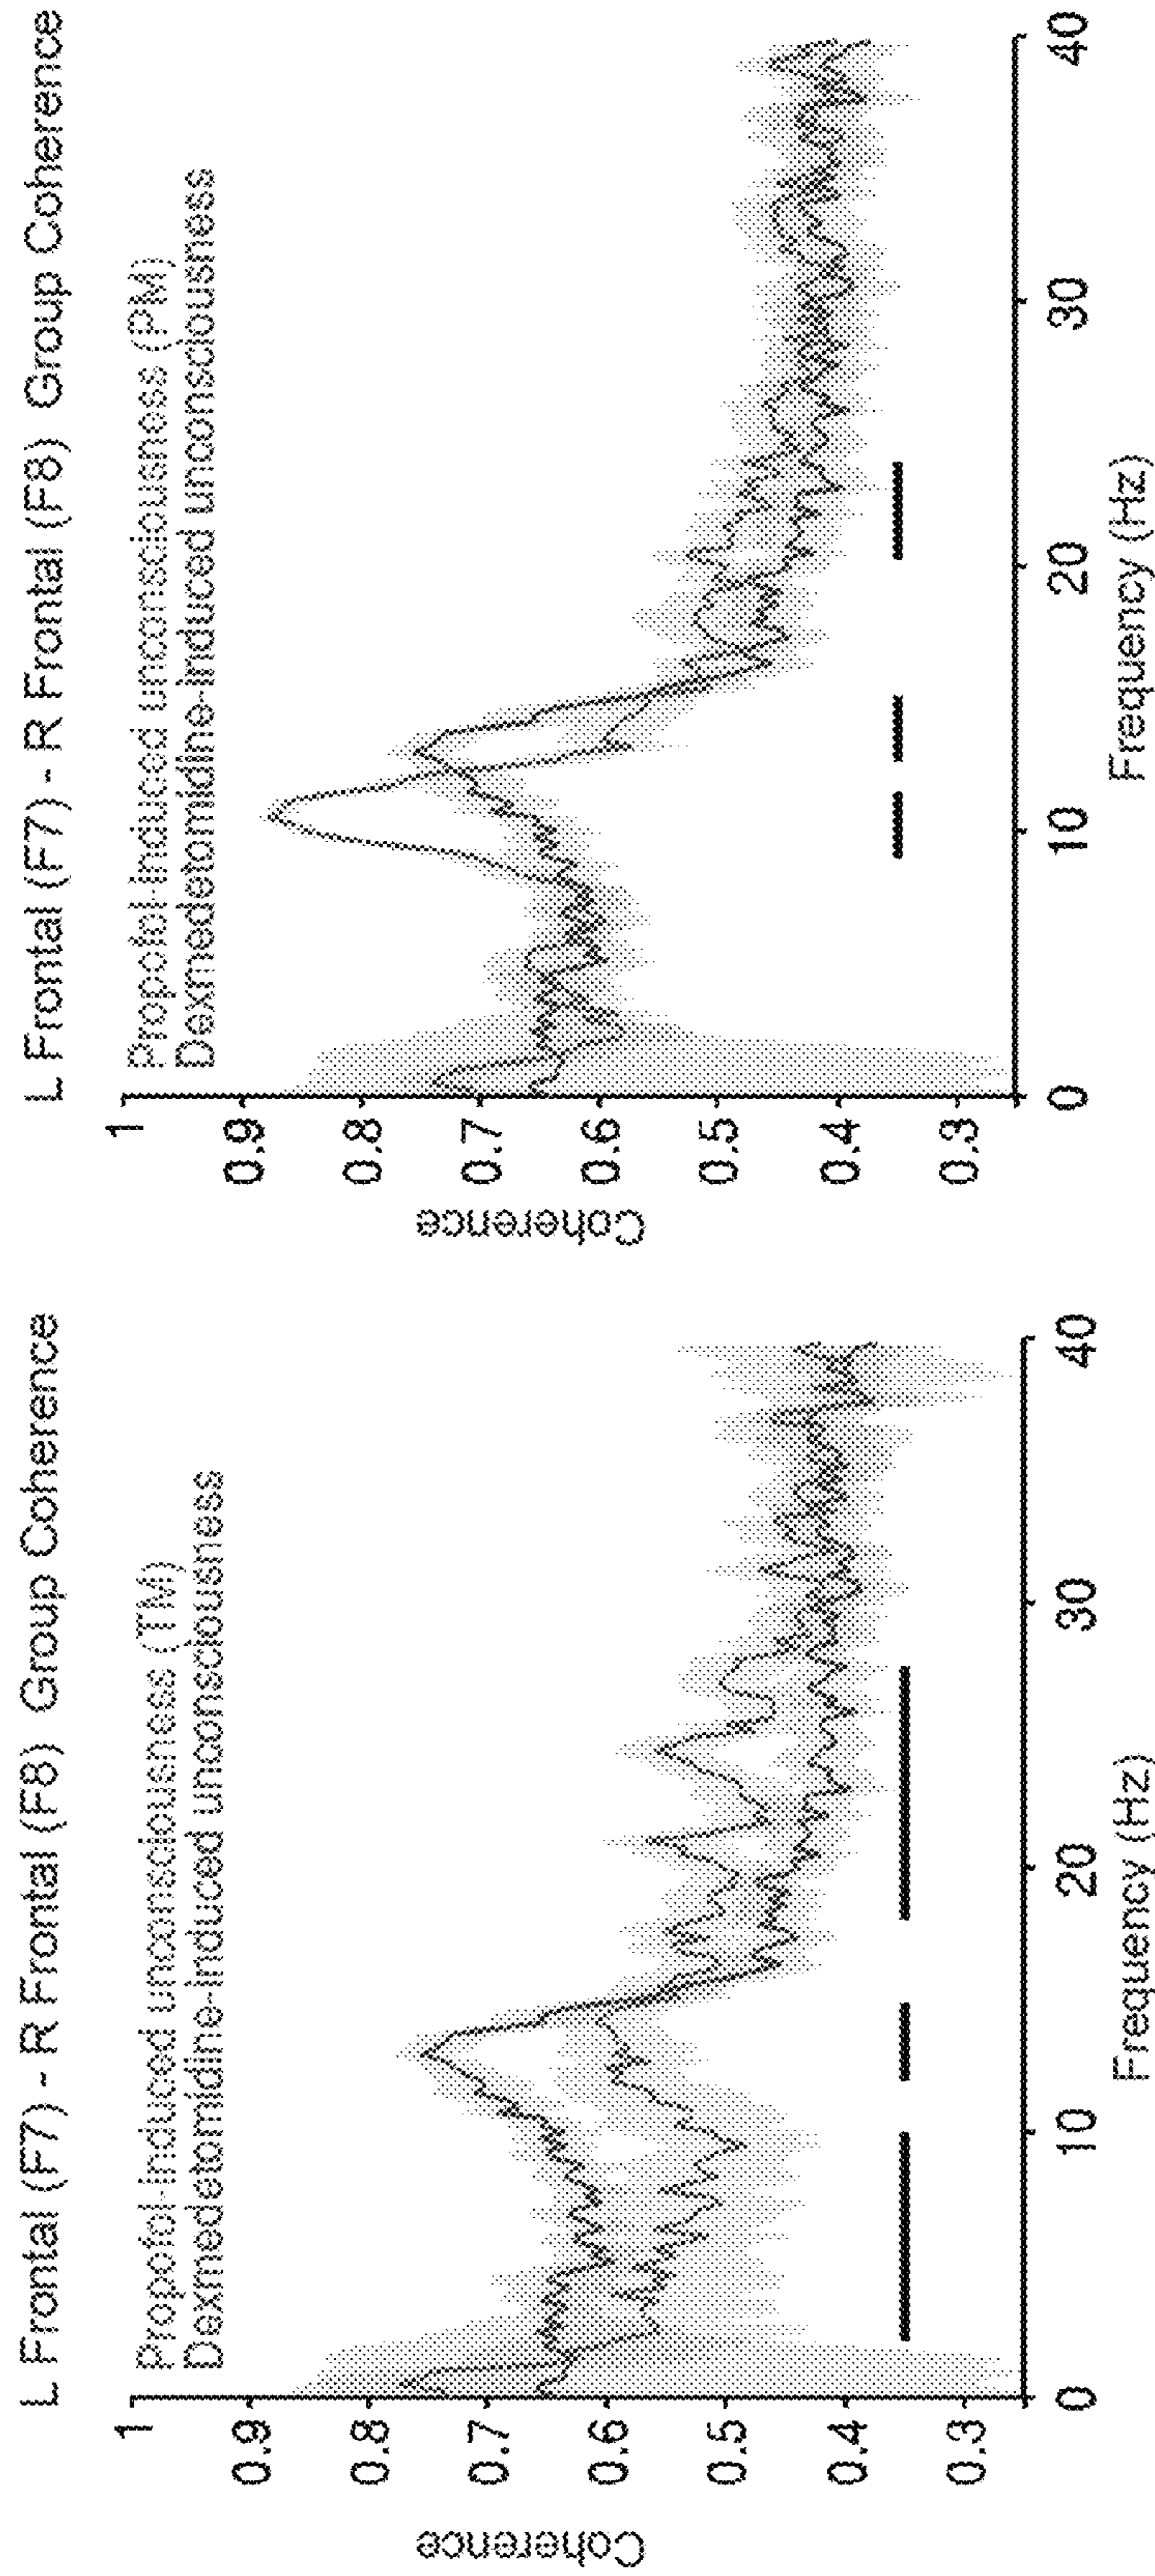 L Frontal (F7) - R Frontal (F8) Group Coherence
Propofol-induced unconsciousness (TM)
Dexmedetomidine-induced unconsciousness
Coherence
1
0.9
0.8
0.7
0.6
0.5
0.4
0.3
0 10 20 30 40
Frequency (Hz)
L Frontal (F7) - R Frontal (F8) Group Coherence
Propofol-induced unconsciousness (PM)
Dexmedetomidine-induced unconsciousness
Coherence
1
0.9
0.8
0.7
0.6
0.5
0.4
0.3
0 10 20 30 40
Frequency (Hz)